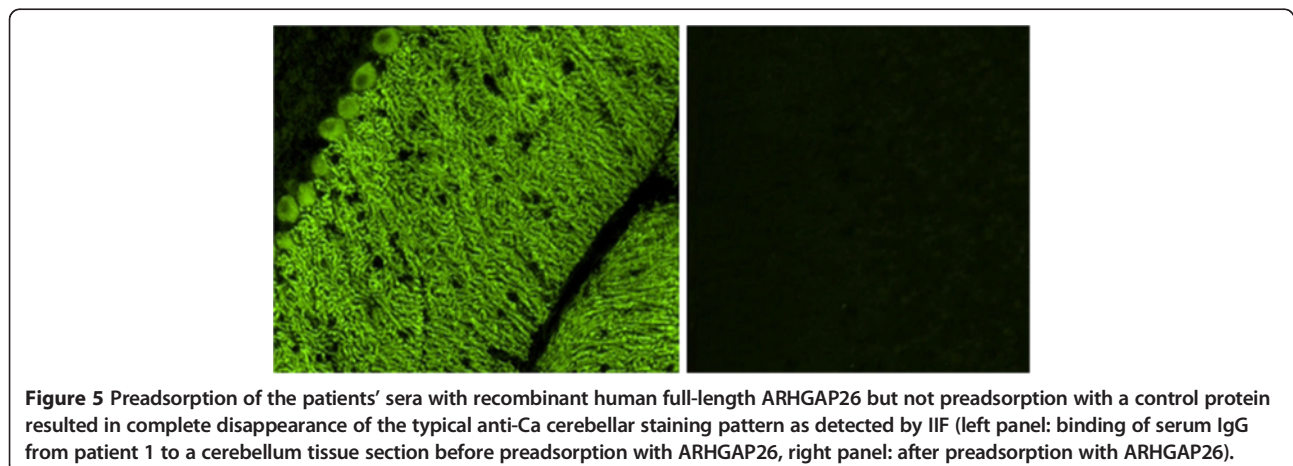 Figure 5 Preadsorption of the patients’ sera with recombinant human full-length ARHGAP26 but not preadsorption with a control protein
resulted in complete disappearance of the typical anti-Ca cerebellar staining pattern as detected by IIF (left panel: binding of serum IgG
from patient 1 to a cerebellum tissue section before preadsorption with ARHGAP26, right panel: after preadsorption with ARHGAP26).